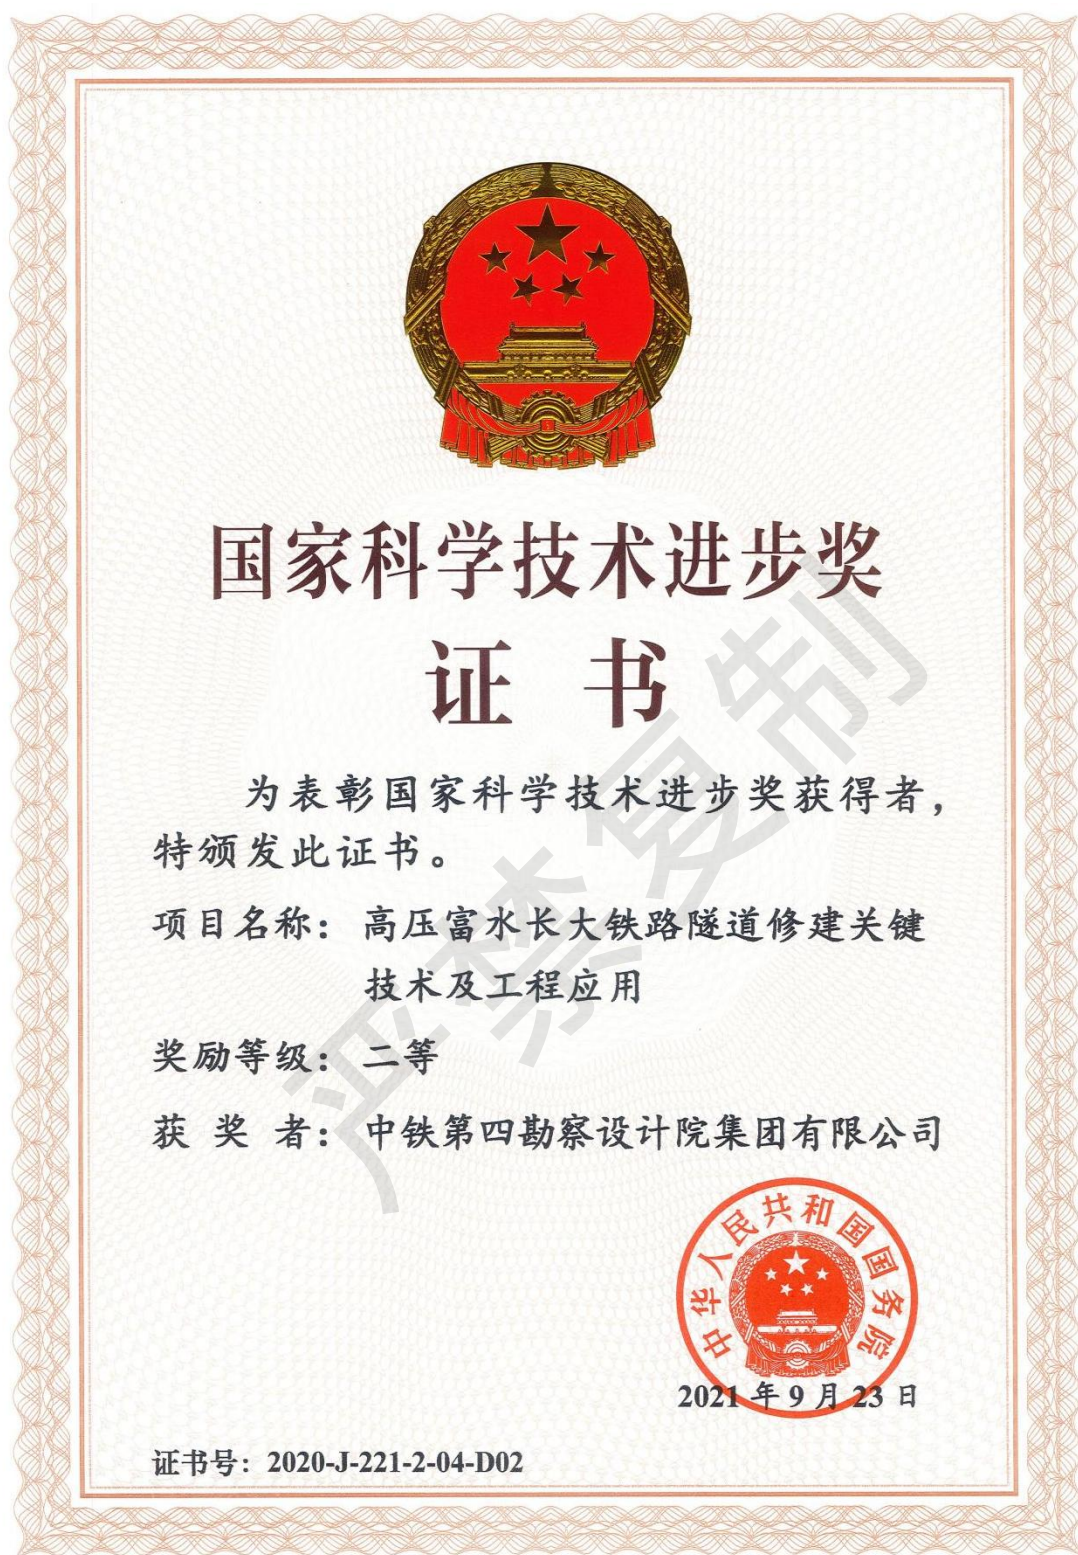 国家科学技术进步奖
证书
为表彰国家科学技术进步奖获得者，
特颁发此证书。
项目名称：高压富水长大铁路隧道修建关键
技术及工程应用
奖励等级：二等
获奖者：中铁第四勘察设计院集团有限公司
中华人民共和国国务院
2021年9月23日
证书号：2020-J-221-2-04-D02
严禁复制